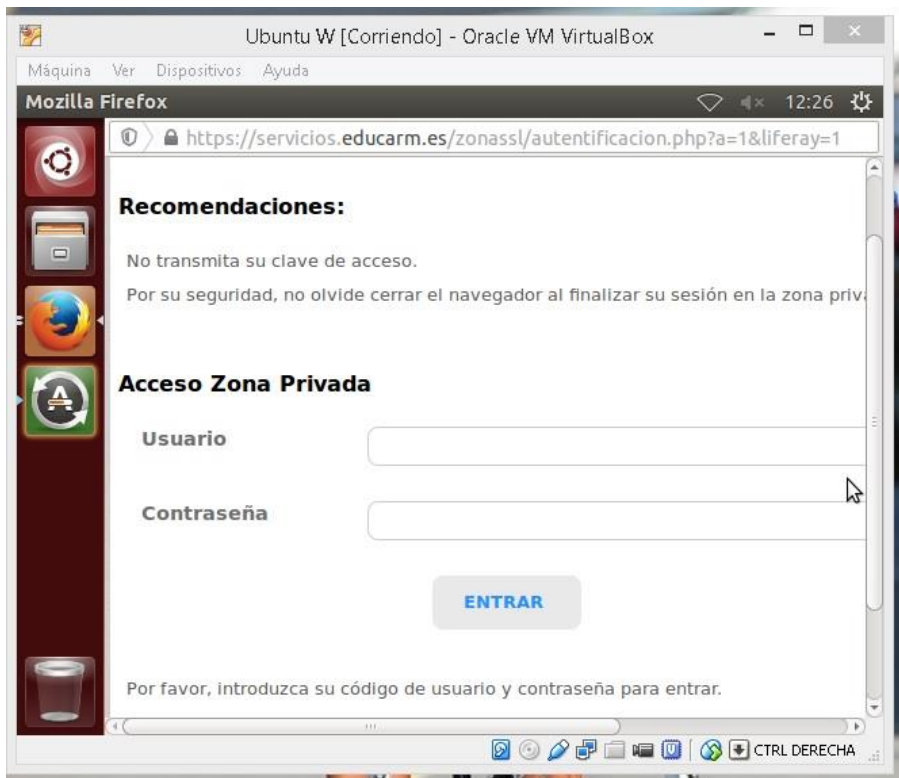 Ubuntu W [Corriendo] - Oracle VM VirtualBox
Máquina Ver Dispositivos Ayuda
Mozilla Firefox 12:26
https://servicios.educarm.es/zonassl/autentificacion.php?a=1&liferay=1
Recomendaciones:
No transmita su clave de acceso.
Por su seguridad, no olvide cerrar el navegador al finalizar su sesión en la zona priva
Acceso Zona Privada
Usuario
Contraseña
ENTRAR
Por favor, introduzca su código de usuario y contraseña para entrar.
CTRL DERECHA